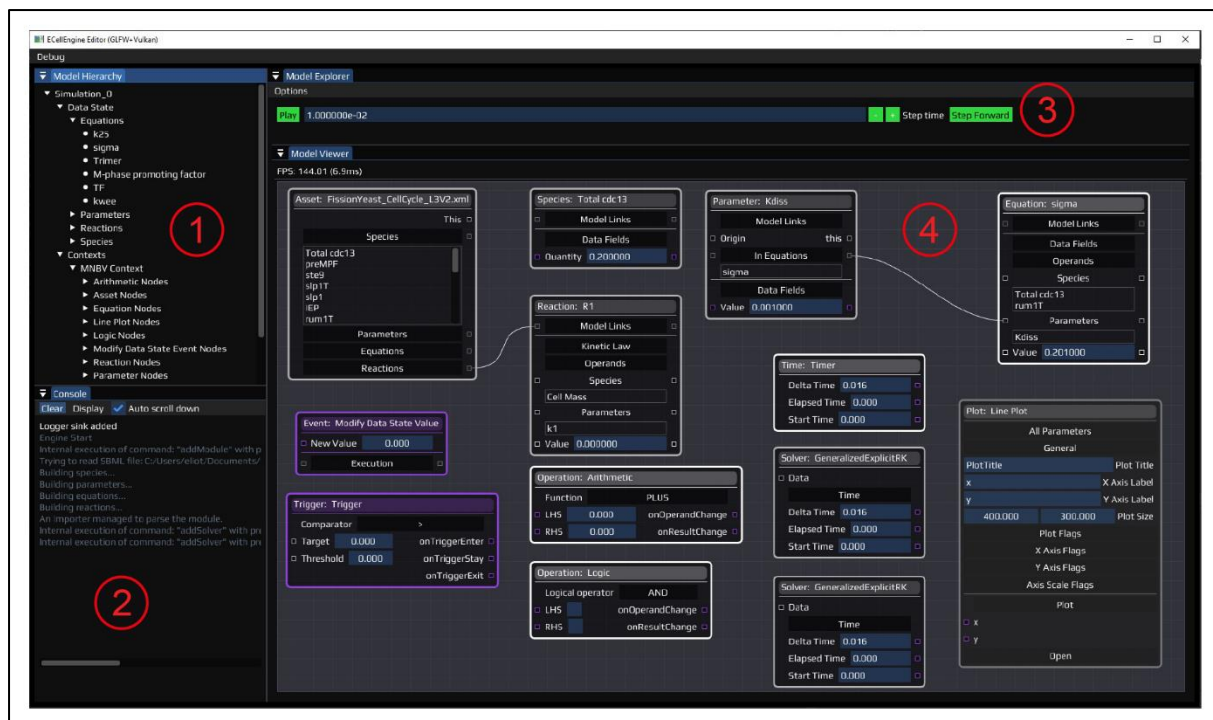 ECellEngine Editor (GLFW+Vulkan)
Debug
Model Hierarchy
Simulation_0
Data State
Equations
k25
sigma
Trimer
M-phase promoting factor
TF
kwee
Parameters
Reactions
Species
Contexts
MNBV Context
Arithmetic Nodes
Asset Nodes
Equation Nodes
Line Plot Nodes
Logic Nodes
Modify Data State Event Nodes
Reaction Nodes
Parameter Nodes
1
Console
Clear Display Auto scroll down
Logger sink added
Engine Start
Internal execution of command: "addModule" with p
Trying to read SBML file: C:/Users/eliot/Documents/
Building species...
Building parameters...
Building equations...
Building reactions...
An importer managed to parse the module.
Internal execution of command: "addSolver" with pre
Internal execution of command: "addSolver" with pre
2
Model Explorer
Options
Play 1.000000e-02 - + Step time Step Forward
3
Model Viewer
FPS: 144.01 (6.9ms)
4
Asset: FissionYeast_CellCycle_L3V2.xml
This
Species
Total cdc13
preMPF
ste9
slp1T
slp1
IEP
rum1T
Parameters
Equations
Reactions
Species: Total cdc13
Model Links
Data Fields
Quantity 0.200000
Parameter: Kdiss
Model Links
Origin this
In Equations
sigma
Data Fields
Value 0.001000
Equation: sigma
Model Links
Data Fields
Operands
Species
Total cdc13
rum1T
Parameters
Kdiss
Value 0.201000
Reaction: R1
Model Links
Kinetic Law
Operands
Species
Cell Mass
Parameters
k1
Value 0.000000
Time: Timer
Delta Time 0.016
Elapsed Time 0.000
Start Time 0.000
Event: Modify Data State Value
New Value 0.000
Execution
Trigger: Trigger
Comparator >
Target 0.000 onTriggerEnter
Threshold 0.000 onTriggerStay
onTriggerExit
Operation: Arithmetic
Function PLUS
LHS 0.000 onOperandChange
RHS 0.000 onResultChange
Operation: Logic
Logical operator AND
LHS onOperandChange
RHS onResultChange
Solver: GeneralizedExplicitRK
Data
Time
Delta Time 0.016
Elapsed Time 0.000
Start Time 0.000
Solver: GeneralizedExplicitRK
Data
Time
Delta Time 0.016
Elapsed Time 0.000
Start Time 0.000
Plot: Line Plot
All Parameters
General
PlotTitle Plot Title
x X Axis Label
y Y Axis Label
400.000 300.000 Plot Size
Plot Flags
X Axis Flags
Y Axis Flags
Axis Scale Flags
Plot
x
y
Open